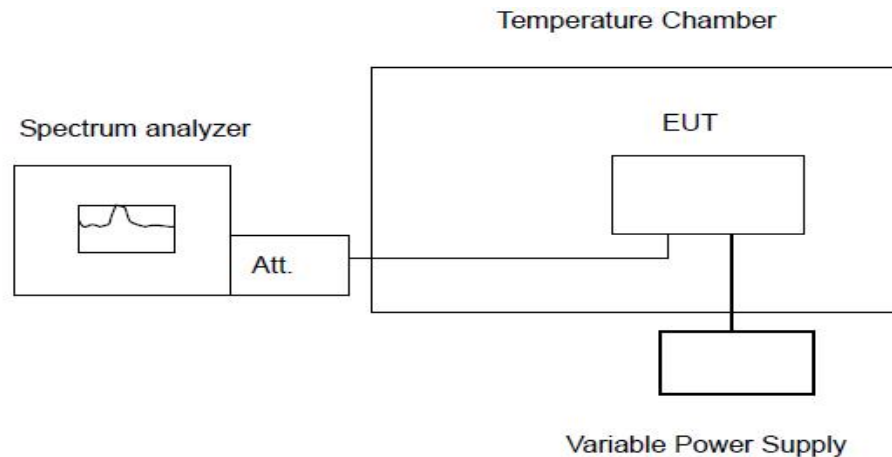 Temperature Chamber
Spectrum analyzer
EUT
Att.
Variable Power Supply